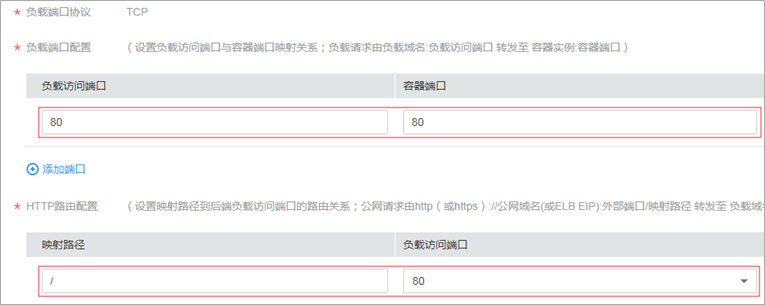 * 负载端口协议 TCP
* 负载端口配置 （设置负载访问端口与容器端口映射关系；负载请求由负载域名:负载访问端口 转发至 容器实例:容器端口）
负载访问端口 容器端口
80 80
添加端口
* HTTP路由配置 （设置映射路径到后端负载访问端口的路由关系；公网请求由http（或https）://公网域名(或ELB EIP):外部端口/映射路径 转发至 负载域
映射路径 负载访问端口
/ 80